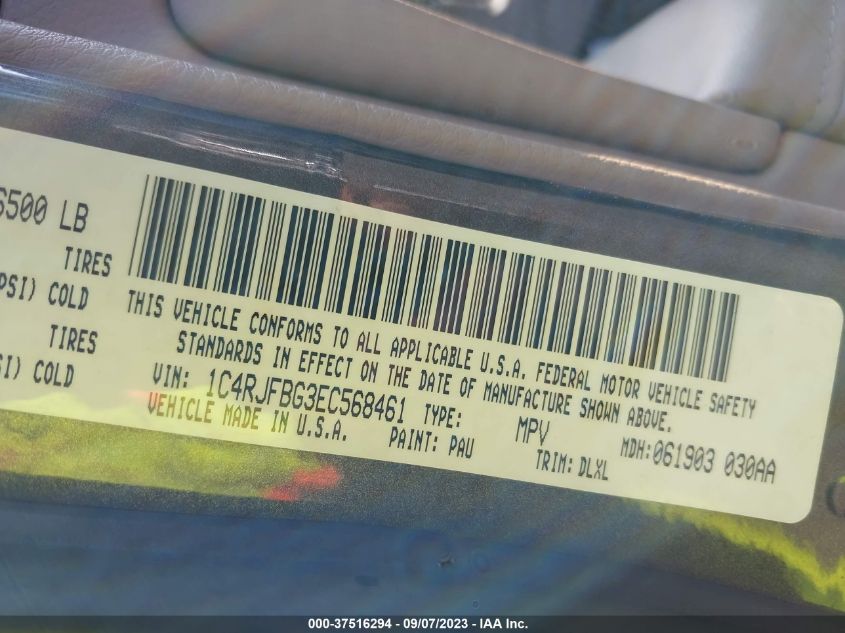 6500 LB
TIRES
PSI) COLD
TIRES
SI) COLD
THIS VEHICLE CONFORMS TO ALL APPLICABLE U.S.A. FEDERAL MOTOR VEHICLE SAFETY
STANDARDS IN EFFECT ON THE DATE OF MANUFACTURE SHOWN ABOVE.
VIN: 1C4RJFBG3EC568461 TYPE: MPV MDH:061903 030AA
VEHICLE MADE IN U.S.A. PAINT: PAU TRIM: DLXL
000-37516294 - 09/07/2023 - IAA Inc.